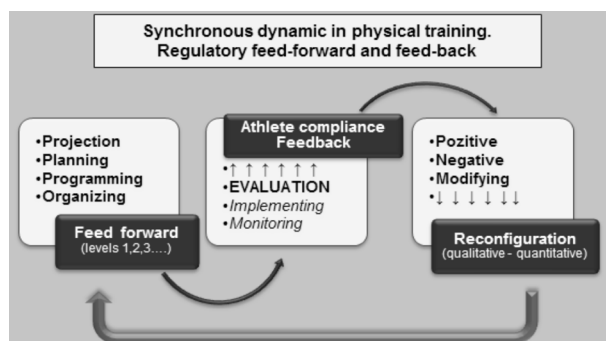 Synchronous dynamic in physical training.
Regulatory feed-forward and feed-back
•Projection
•Planning
•Programming
•Organizing
Feed forward
(levels 1,2,3....)
Athlete compliance
Feedback
•↑ ↑ ↑ ↑ ↑ ↑
•EVALUATION
•Implementing
•Monitoring
•Pozitive
•Negative
•Modifying
•↓ ↓ ↓ ↓ ↓ ↓
Reconfiguration
(qualitative - quantitative)